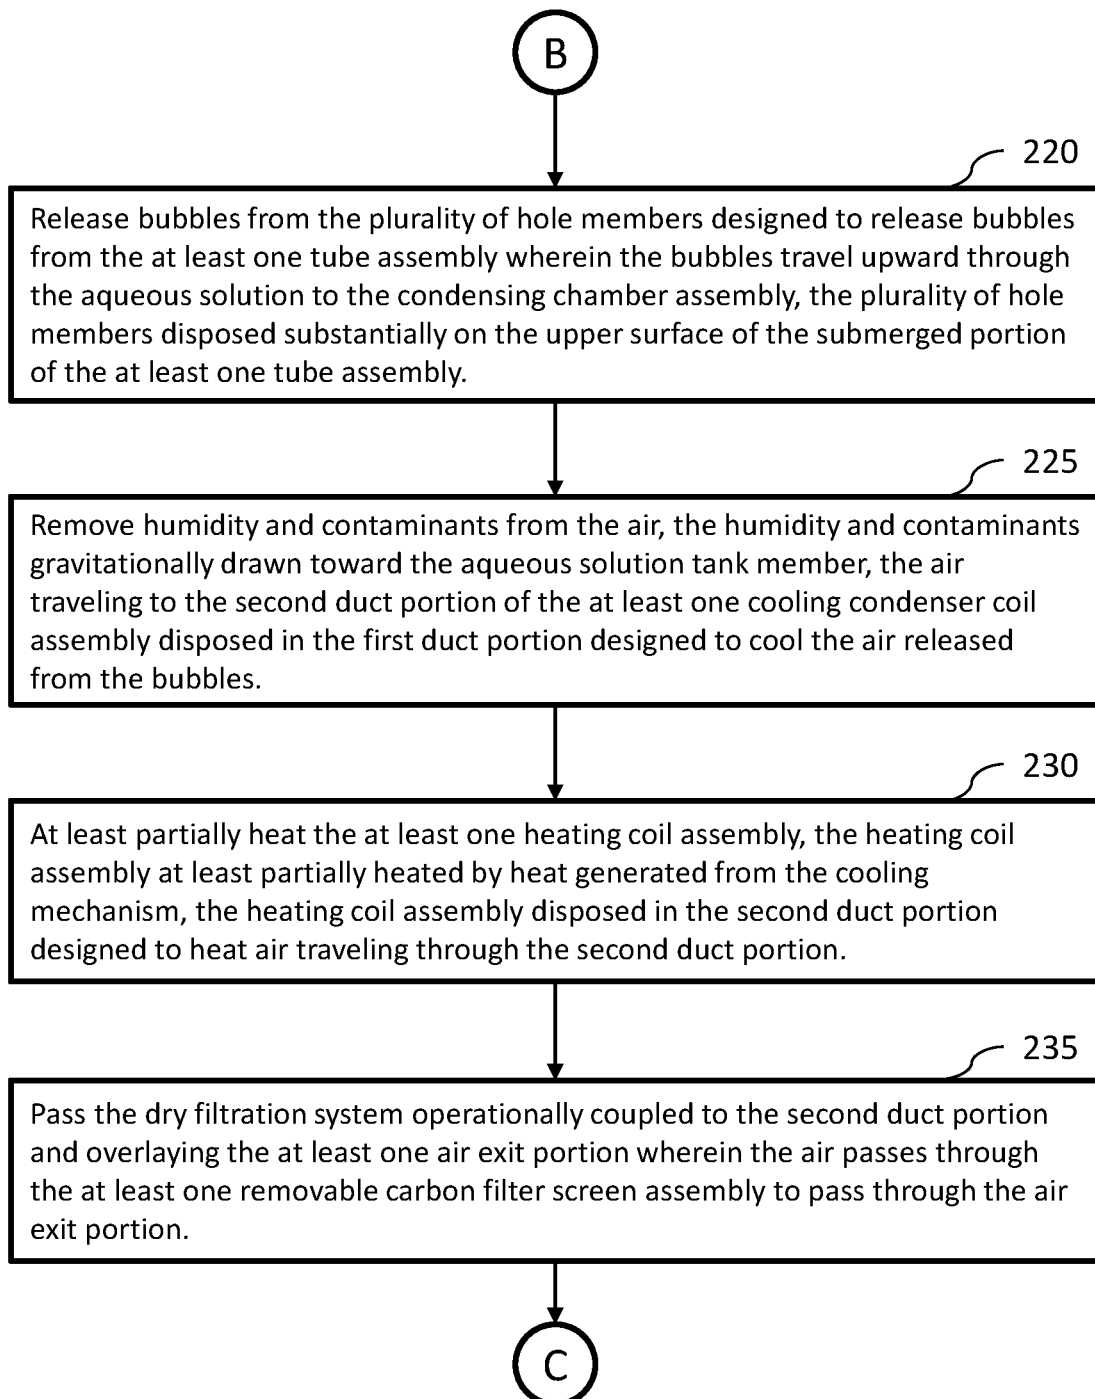 B
220
Release bubbles from the plurality of hole members designed to release bubbles
from the at least one tube assembly wherein the bubbles travel upward through
the aqueous solution to the condensing chamber assembly, the plurality of hole
members disposed substantially on the upper surface of the submerged portion
of the at least one tube assembly.
225
Remove humidity and contaminants from the air, the humidity and contaminants
gravitationally drawn toward the aqueous solution tank member, the air
traveling to the second duct portion of the at least one cooling condenser coil
assembly disposed in the first duct portion designed to cool the air released
from the bubbles.
230
At least partially heat the at least one heating coil assembly, the heating coil
assembly at least partially heated by heat generated from the cooling
mechanism, the heating coil assembly disposed in the second duct portion
designed to heat air traveling through the second duct portion.
235
Pass the dry filtration system operationally coupled to the second duct portion
and overlaying the at least one air exit portion wherein the air passes through
the at least one removable carbon filter screen assembly to pass through the air
exit portion.
C